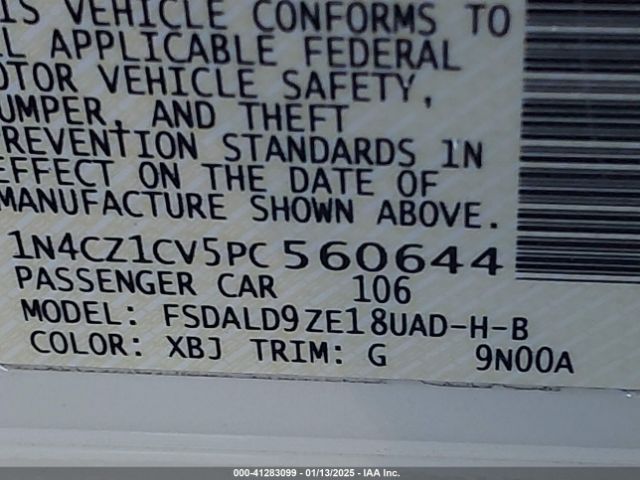 IS VEHICLE CONFORMS TO
L APPLICABLE FEDERAL
OTOR VEHICLE SAFETY,
UMPER, AND THEFT
REVENTION STANDARDS IN
EFFECT ON THE DATE OF
MANUFACTURE SHOWN ABOVE.
1N4CZ1CV5PC560644
PASSENGER CAR 106
MODEL: FSDALD9ZE18UAD-H-B
COLOR: XBJ TRIM: G 9N00A
000-41283099 - 01/13/2025 - IAA Inc.